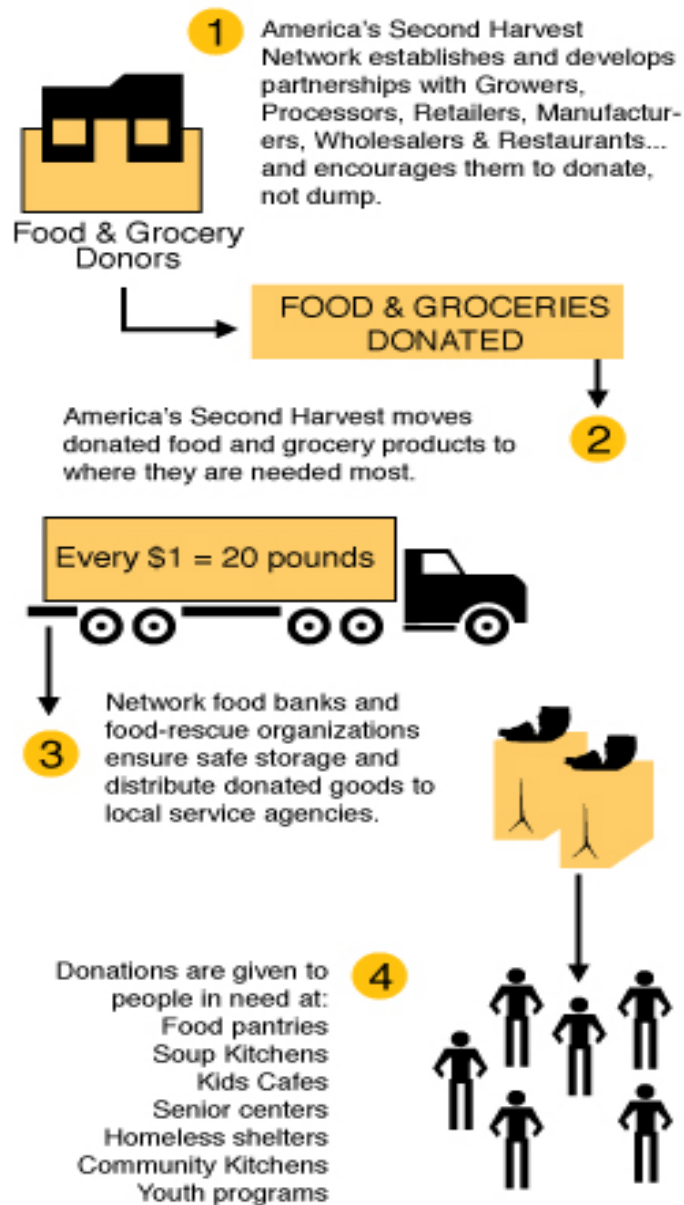 1
America's Second Harvest
Network establishes and develops
partnerships with Growers,
Processors, Retailers, Manufactur-
ers, Wholesalers & Restaurants...
and encourages them to donate,
not dump.
Food & Grocery
Donors
FOOD & GROCERIES
DONATED
2
America's Second Harvest moves
donated food and grocery products to
where they are needed most.
Every $1 = 20 pounds
3
Network food banks and
food-rescue organizations
ensure safe storage and
distribute donated goods to
local service agencies.
4
Donations are given to
people in need at:
Food pantries
Soup Kitchens
Kids Cafes
Senior centers
Homeless shelters
Community Kitchens
Youth programs